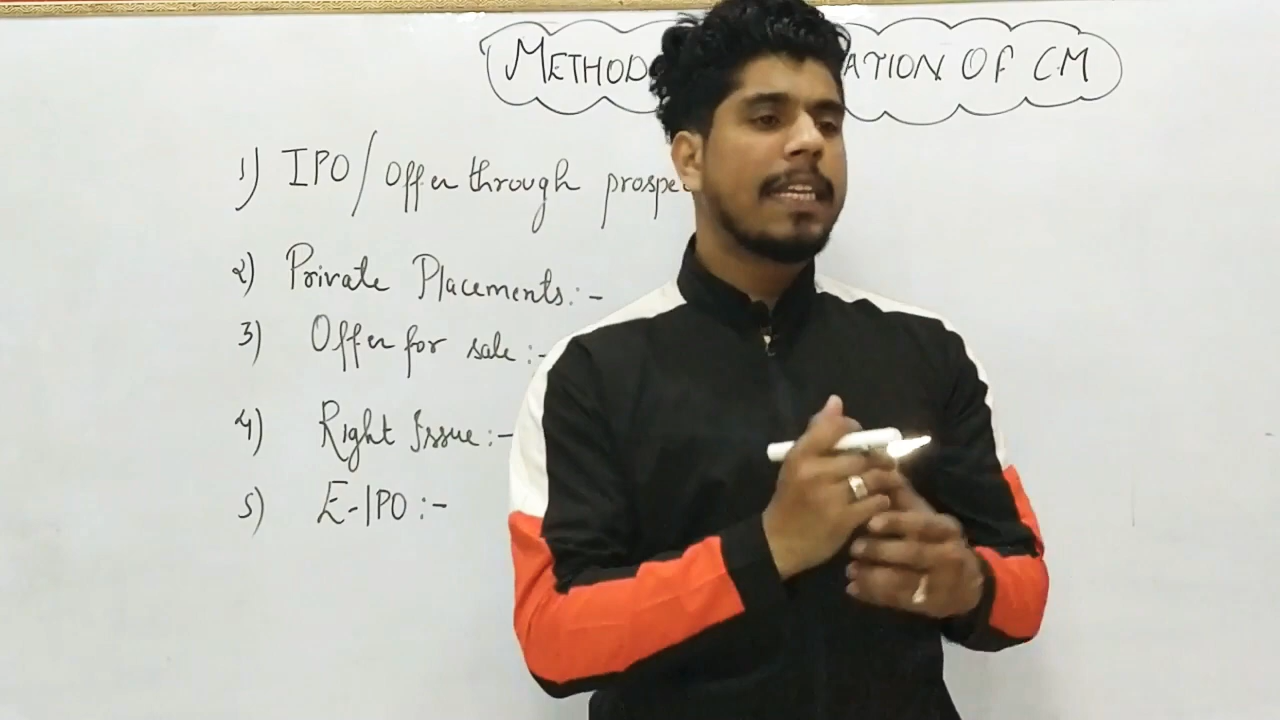 METHOD ATION OF CM
1) IPO/Offer through prospe
2) Private Placements:-
3) Offer for sale:-
4) Right Issue:-
5) E-IPO:-